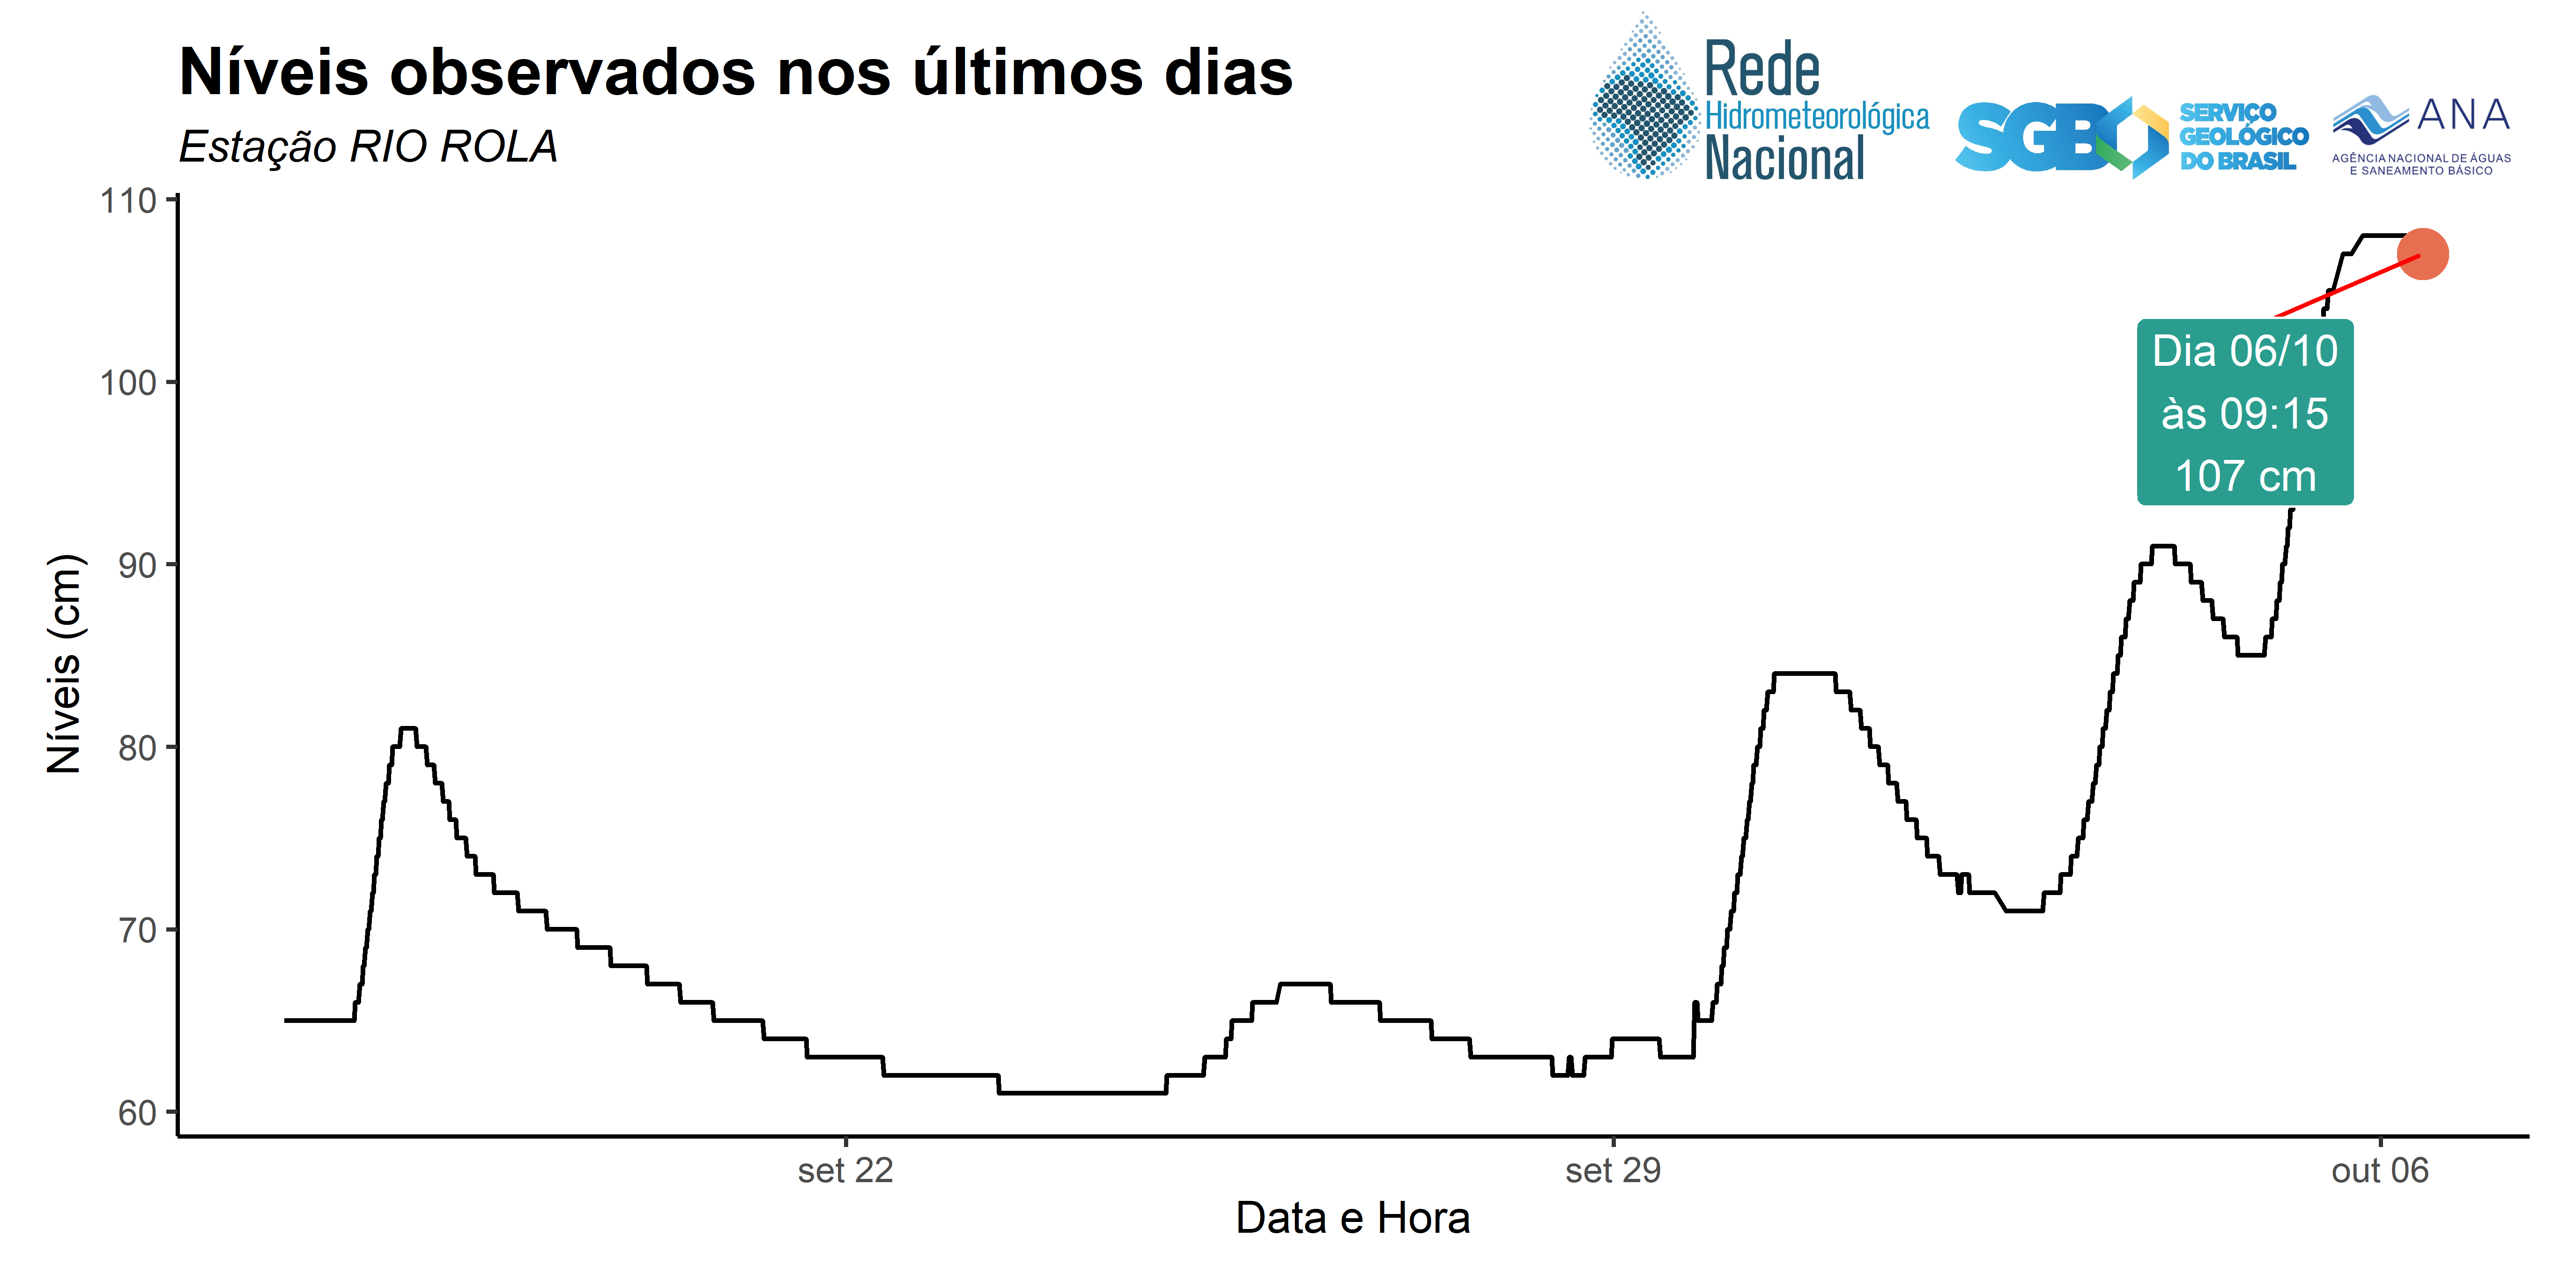 Níveis observados nos últimos dias
Estação RIO ROLA
Rede
Hidrometeorológica
Nacional
SGB
SERVIÇO
GEOLÓGICO
DO BRASIL
ANA
AGÊNCIA NACIONAL DE ÁGUAS
E SANEAMENTO BÁSICO
110
100
90
80
70
60
Níveis (cm)
Dia 06/10
às 09:15
107 cm
set 22
set 29
out 06
Data e Hora